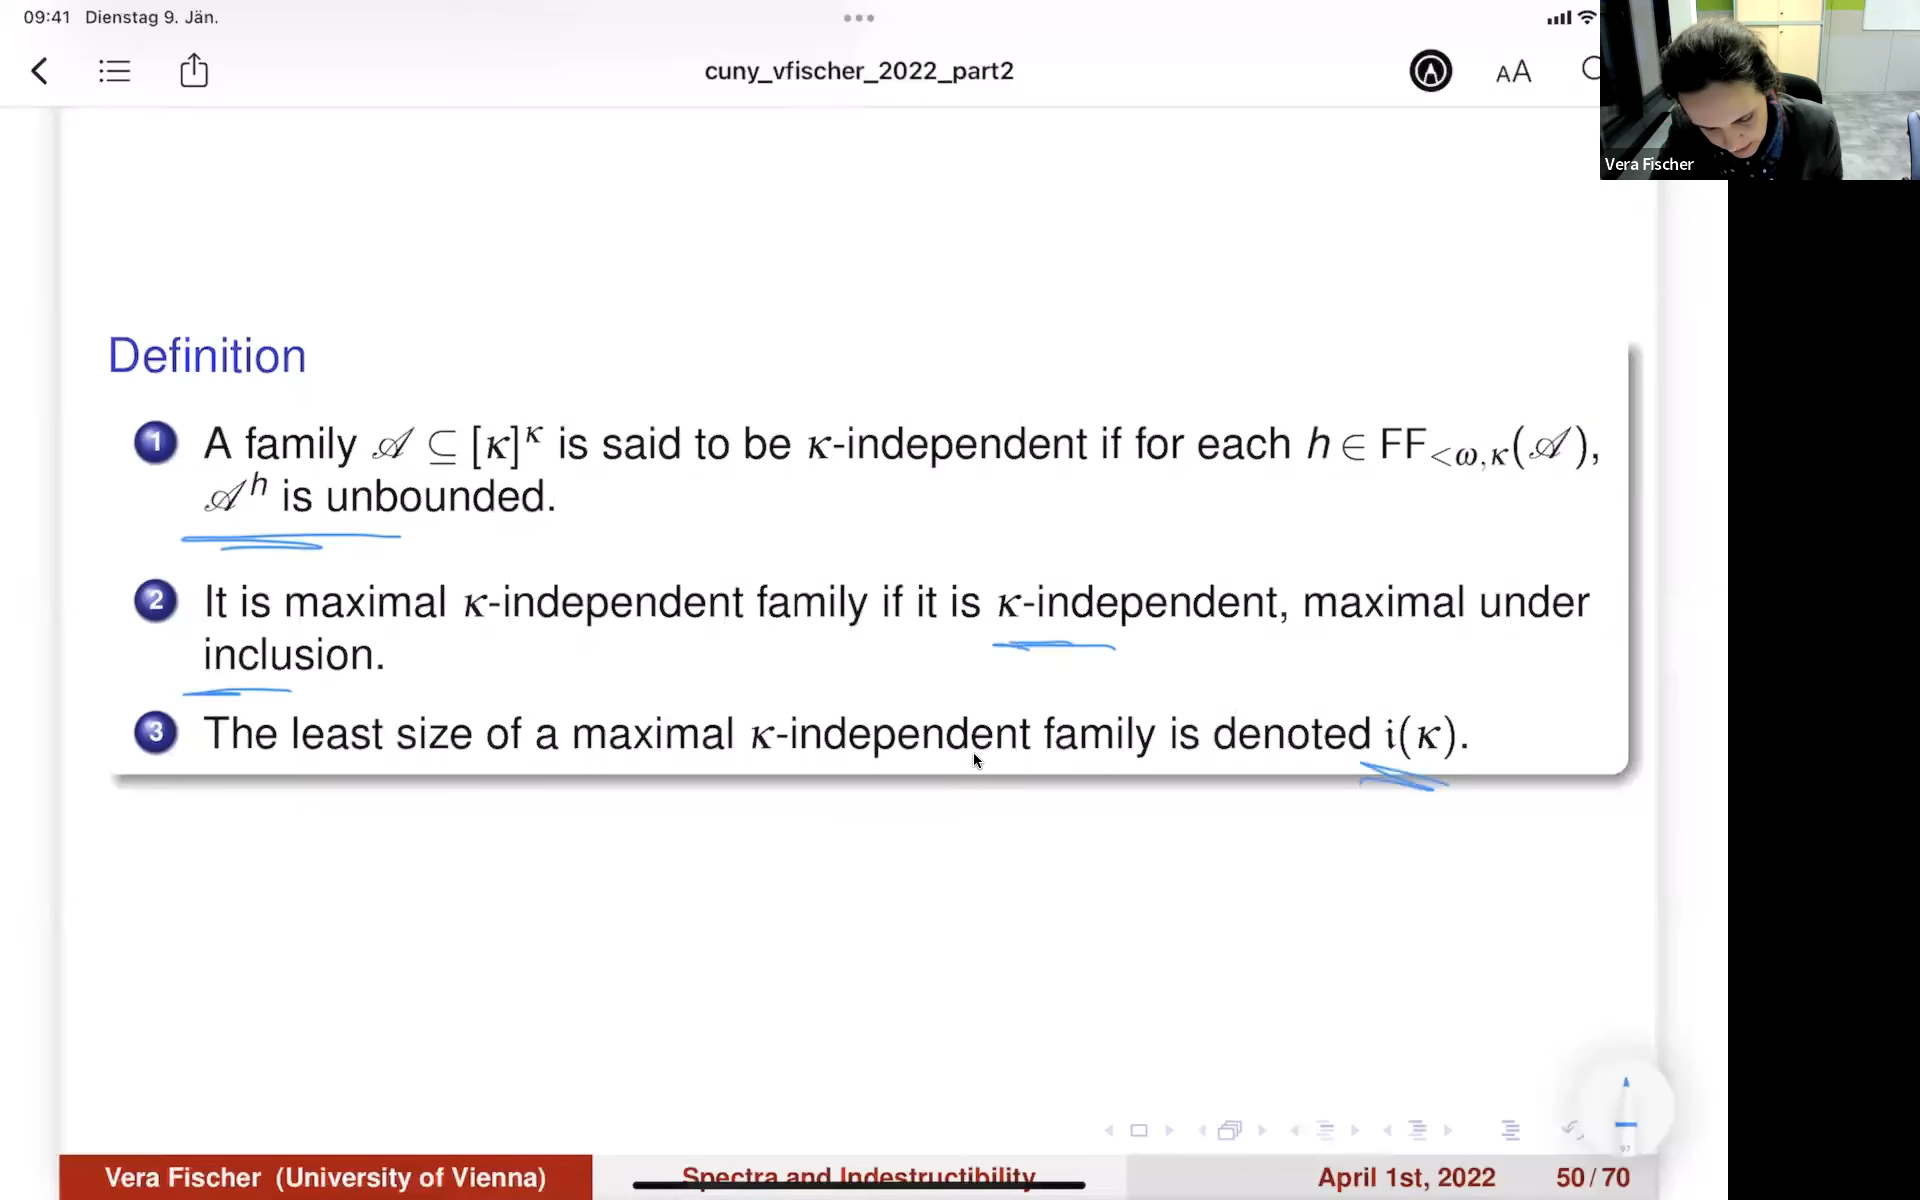 09:41 Dienstag 9. Jän.
cuny_vfischer_2022_part2
AA
Vera Fischer
Definition
1 A family 𝒜 ⊆ [κ]^κ is said to be κ-independent if for each h ∈ FF_{<ω,κ}(𝒜),
𝒜^h is unbounded.
2 It is maximal κ-independent family if it is κ-independent, maximal under
inclusion.
3 The least size of a maximal κ-independent family is denoted 𝔦(κ).
Vera Fischer (University of Vienna) Spectra and Indestructibility April 1st, 2022 50 / 70